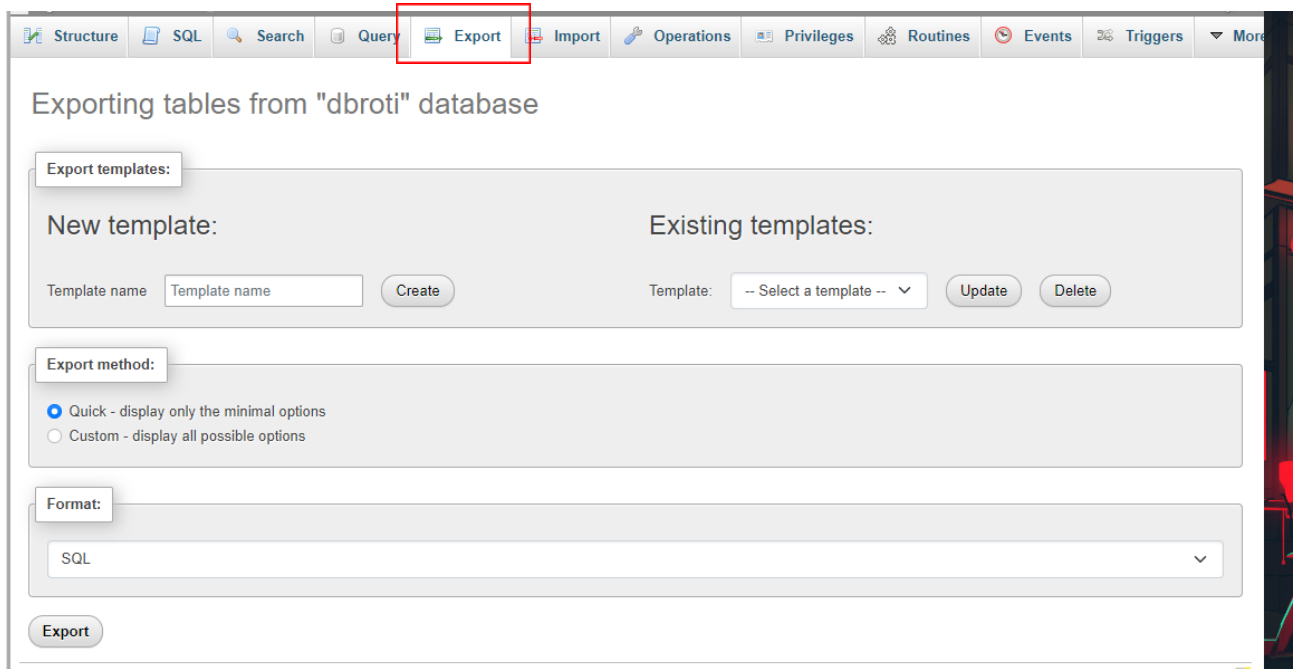 Structure SQL Search Query Export Import Operations Privileges Routines Events Triggers More
Exporting tables from "dbroti" database
Export templates:
New template: Existing templates:
Template name Template name Create Template: -- Select a template -- Update Delete
Export method:
Quick - display only the minimal options
Custom - display all possible options
Format:
SQL
Export